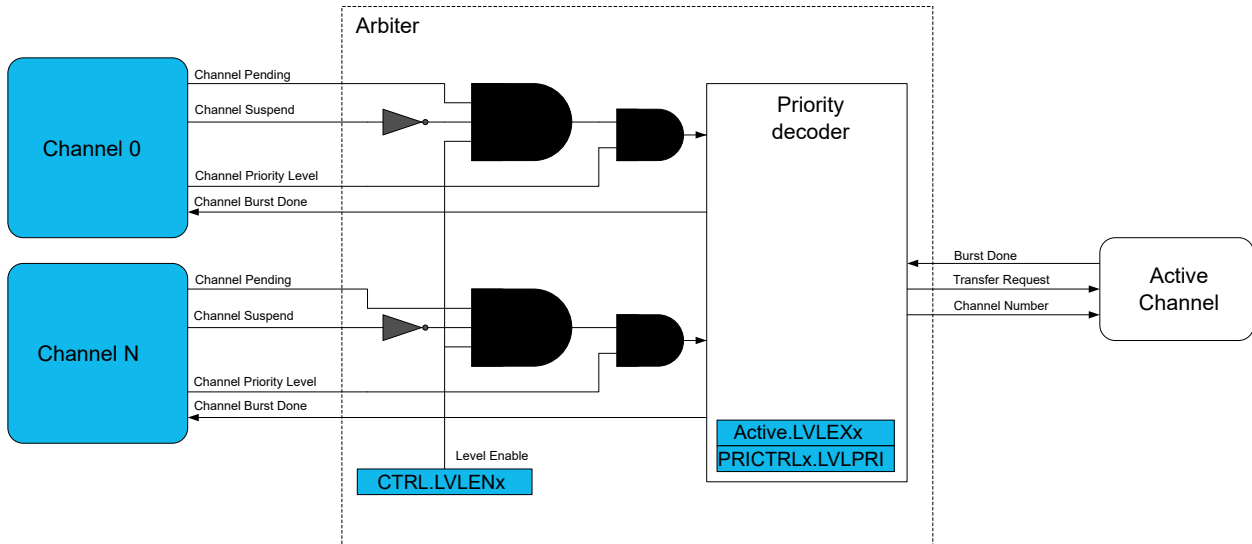 Arbiter
Channel Pending
Channel Suspend
Channel 0
Channel Priority Level
Channel Burst Done
Priority
decoder
Burst Done
Transfer Request
Channel Number
Active
Channel
Channel Pending
Channel Suspend
Channel N
Channel Priority Level
Channel Burst Done
Level Enable
CTRL.LVLENx
Active.LVLEXx
PRICTRLx.LVLPRI